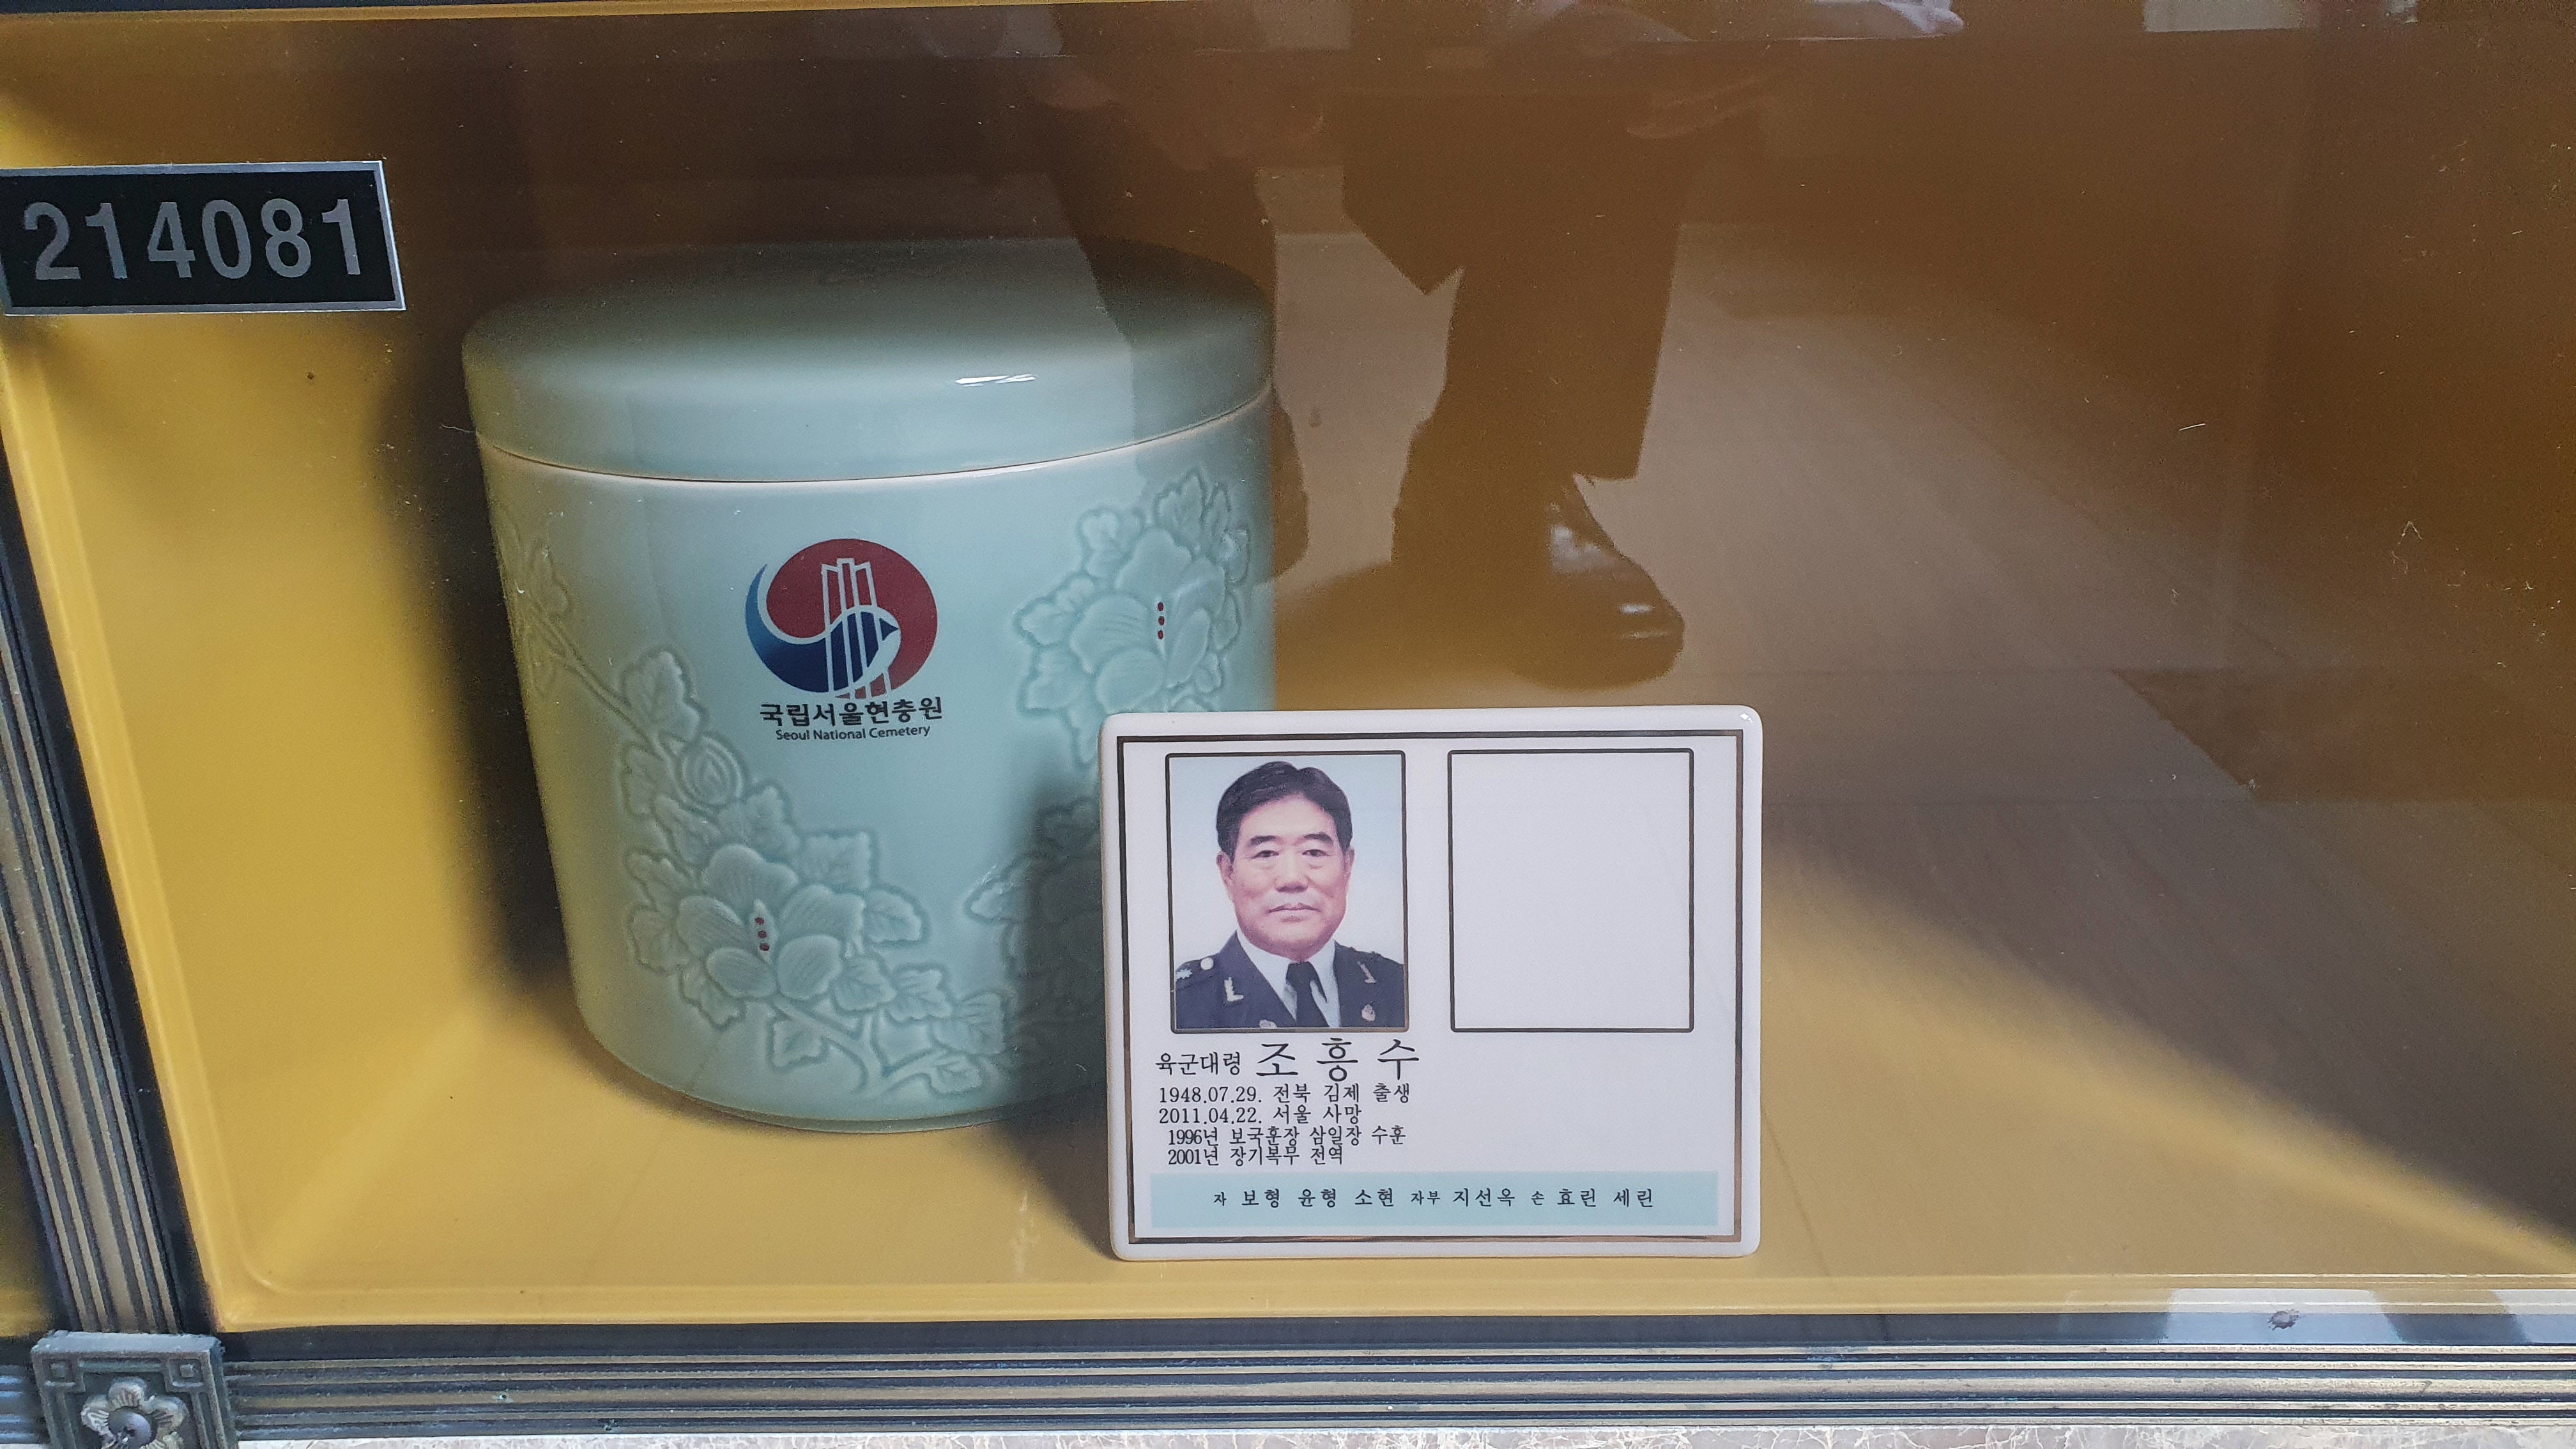 214081
국립서울현충원
Seoul National Cemetery
육군대령 조 흥 수
1948.07.29. 전북 김제 출생
2011.04.22. 서울 사망
1996년 보국훈장 삼일장 수훈
2001년 장기복무 전역
자 보형 윤형 소현 자부 지선옥 손 효린 세린